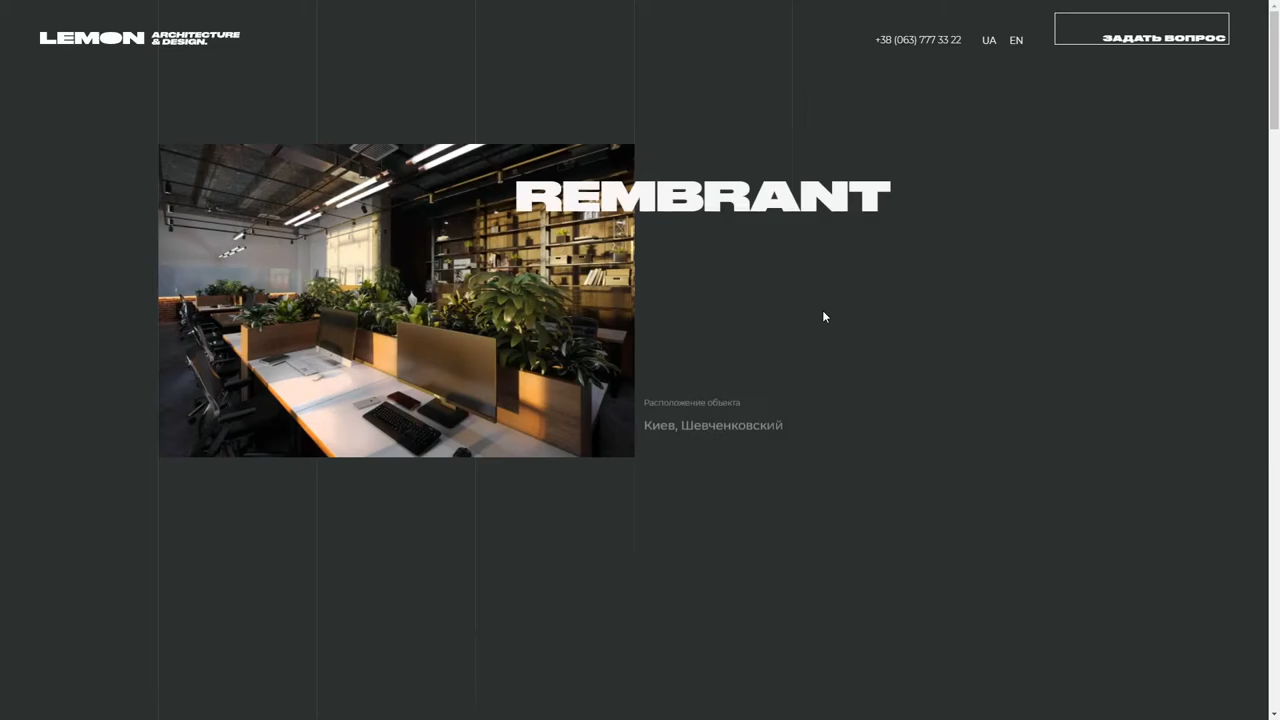 LEMON ARCHITECTURE
& DESIGN.
+38 (063) 777 33 22 UA EN ЗАДАТЬ ВОПРОС
REMBRANT
Расположение объекта
Киев, Шевченковский